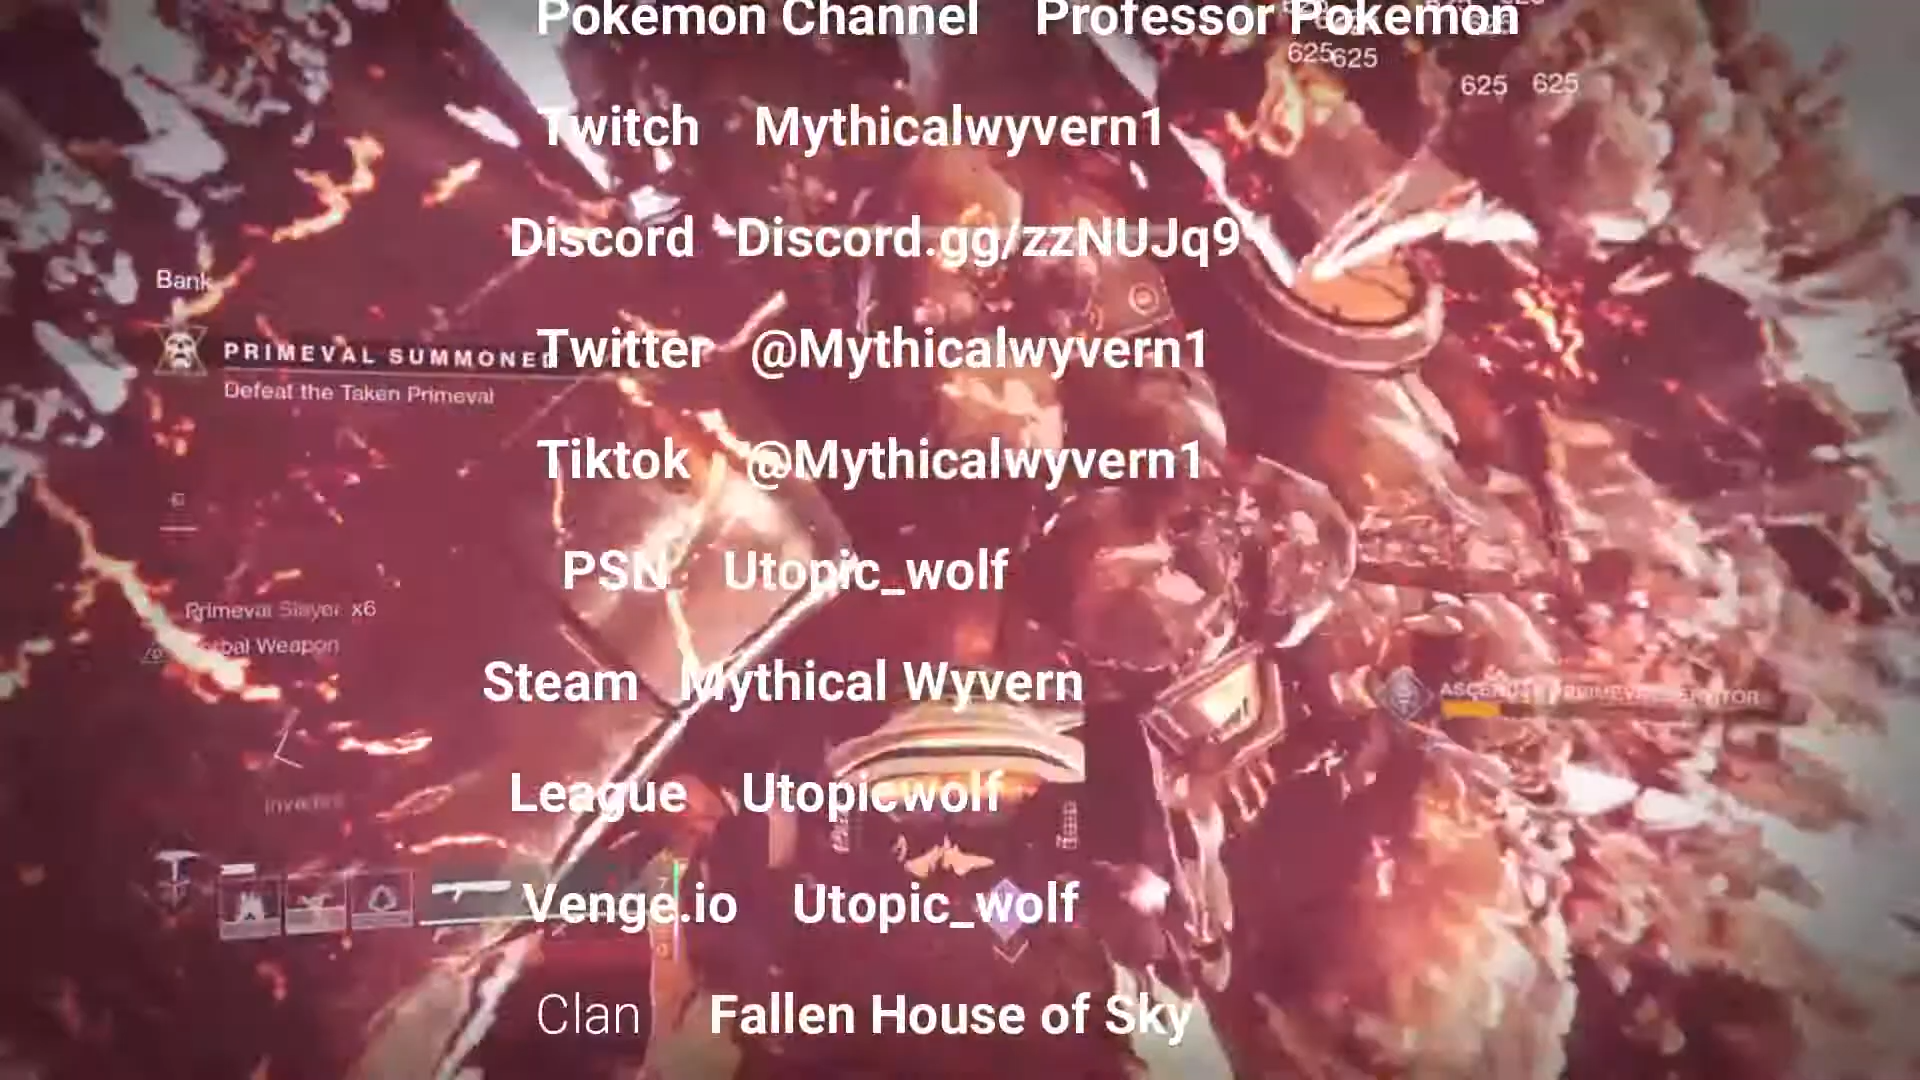 Pokemon Channel Professor Pokemon
625 625
625 625
Twitch Mythicalwyvern1
Discord Discord.gg/zzNUJq9
Bank
PRIMEVAL SUMMONED
Twitter @Mythicalwyvern1
Defeat the Taken Primeval
Tiktok @Mythicalwyvern1
PSN Utopic_wolf
Primeval Slayer x6
Weapon
Steam Mythical Wyvern
League Utopicwolf
Venge.io Utopic_wolf
Clan Fallen House of Sky